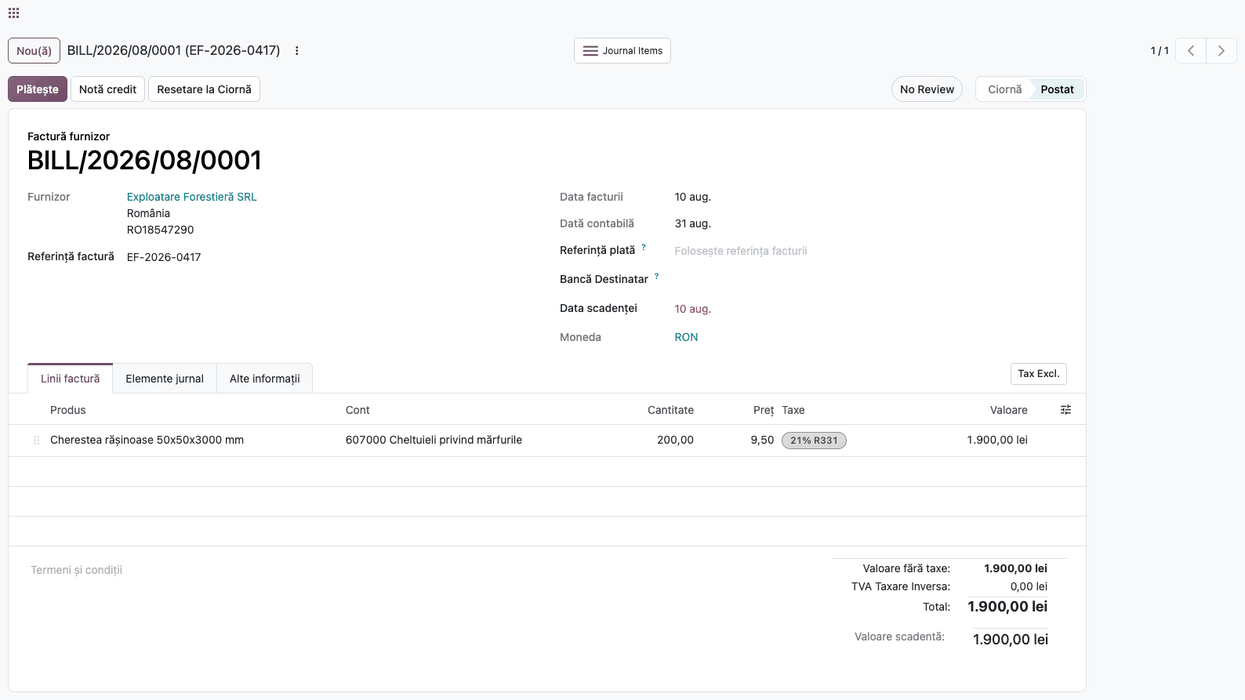 Nou(ă)
BILL/2026/08/0001 (EF-2026-0417)
Journal Items
1 / 1
Plătește
Notă credit
Resetare la Ciornă
No Review
Ciornă
Postat
Factură furnizor
BILL/2026/08/0001
Furnizor
Exploatare Forestieră SRL
România
RO18547290
Referință factură
EF-2026-0417
Data facturii
10 aug.
Dată contabilă
31 aug.
Referință plată ?
Folosește referința facturii
Bancă Destinatar ?
Data scadenței
10 aug.
Moneda
RON
Linii factură
Elemente jurnal
Alte informații
Tax Excl.
Produs Cont Cantitate Preț Taxe Valoare
Cherestea rășinoase 50x50x3000 mm 607000 Cheltuieli privind mărfurile 200,00 9,50 21% R331 1.900,00 lei
Termeni și condiții
Valoare fără taxe: 1.900,00 lei
TVA Taxare Inversa: 0,00 lei
Total: 1.900,00 lei
Valoare scadentă: 1.900,00 lei